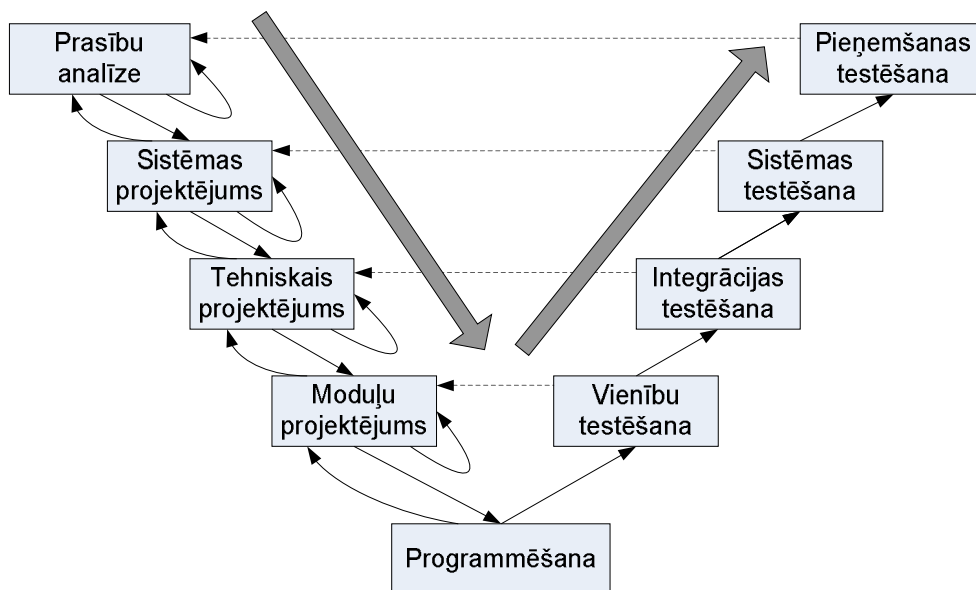 Prasību
analīze
Pieņemšanas
testēšana
Sistēmas
projektējums
Sistēmas
testēšana
Tehniskais
projektējums
Integrācijas
testēšana
Moduļu
projektējums
Vienību
testēšana
Programmēšana